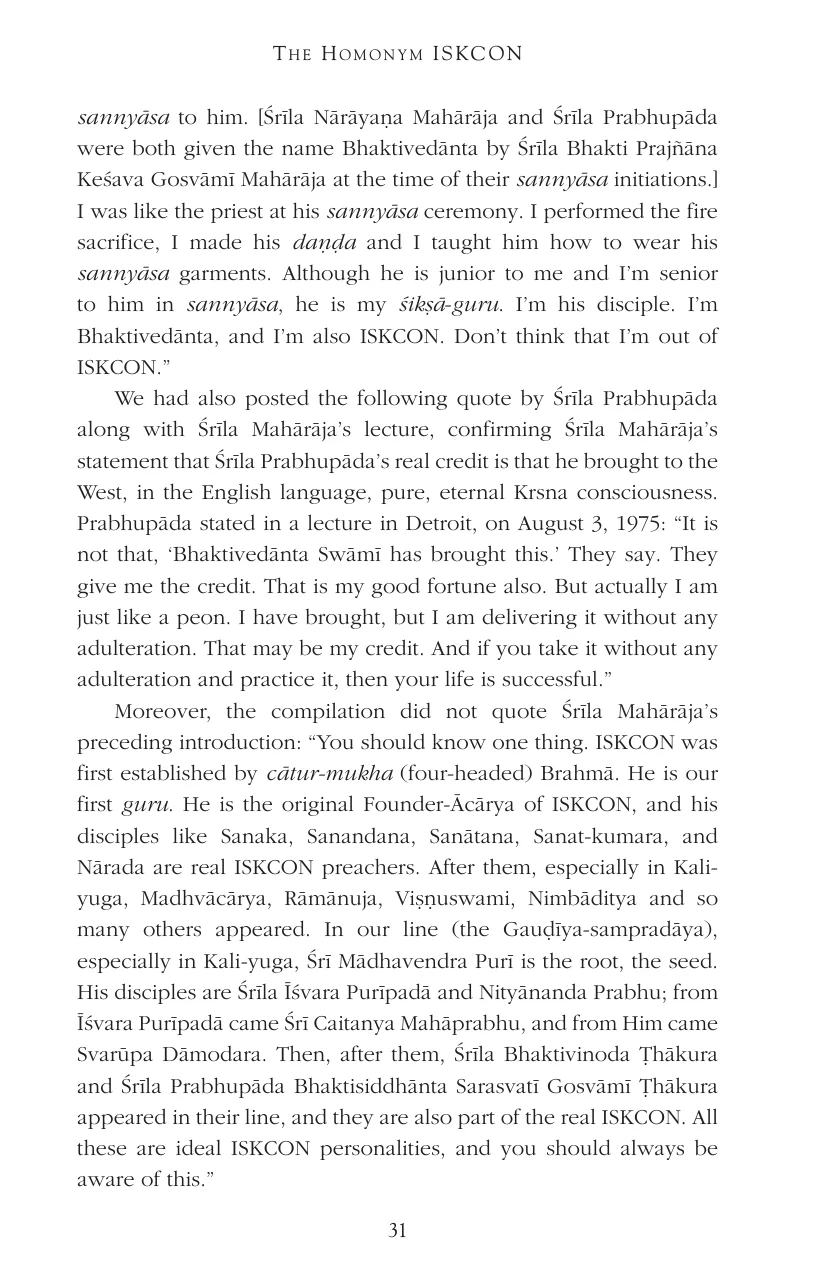 THE HOMONYM ISKCON
sannyāsa to him. [Śrīla Nārāyaṇa Mahārāja and Śrīla Prabhupāda
were both given the name Bhaktivedānta by Śrīla Bhakti Prajñāna
Keśava Gosvāmī Mahārāja at the time of their sannyāsa initiations.]
I was like the priest at his sannyāsa ceremony. I performed the fire
sacrifice, I made his daṇḍa and I taught him how to wear his
sannyāsa garments. Although he is junior to me and I’m senior
to him in sannyāsa, he is my śikṣā-guru. I’m his disciple. I’m
Bhaktivedānta, and I’m also ISKCON. Don’t think that I’m out of
ISKCON.”
We had also posted the following quote by Śrīla Prabhupāda
along with Śrīla Mahārāja’s lecture, confirming Śrīla Mahārāja’s
statement that Śrīla Prabhupāda’s real credit is that he brought to the
West, in the English language, pure, eternal Krsna consciousness.
Prabhupāda stated in a lecture in Detroit, on August 3, 1975: “It is
not that, ‘Bhaktivedānta Swāmī has brought this.’ They say. They
give me the credit. That is my good fortune also. But actually I am
just like a peon. I have brought, but I am delivering it without any
adulteration. That may be my credit. And if you take it without any
adulteration and practice it, then your life is successful.”
Moreover, the compilation did not quote Śrīla Mahārāja’s
preceding introduction: “You should know one thing. ISKCON was
first established by cātur-mukha (four-headed) Brahmā. He is our
first guru. He is the original Founder-Ācārya of ISKCON, and his
disciples like Sanaka, Sanandana, Sanātana, Sanat-kumara, and
Nārada are real ISKCON preachers. After them, especially in Kali-
yuga, Madhvācārya, Rāmānuja, Viṣṇuswami, Nimbāditya and so
many others appeared. In our line (the Gauḍīya-sampradāya),
especially in Kali-yuga, Śrī Mādhavendra Purī is the root, the seed.
His disciples are Śrīla Īśvara Purīpadā and Nityānanda Prabhu; from
Īśvara Purīpadā came Śrī Caitanya Mahāprabhu, and from Him came
Svarūpa Dāmodara. Then, after them, Śrīla Bhaktivinoda Ṭhākura
and Śrīla Prabhupāda Bhaktisiddhānta Sarasvatī Gosvāmī Ṭhākura
appeared in their line, and they are also part of the real ISKCON. All
these are ideal ISKCON personalities, and you should always be
aware of this.”
31